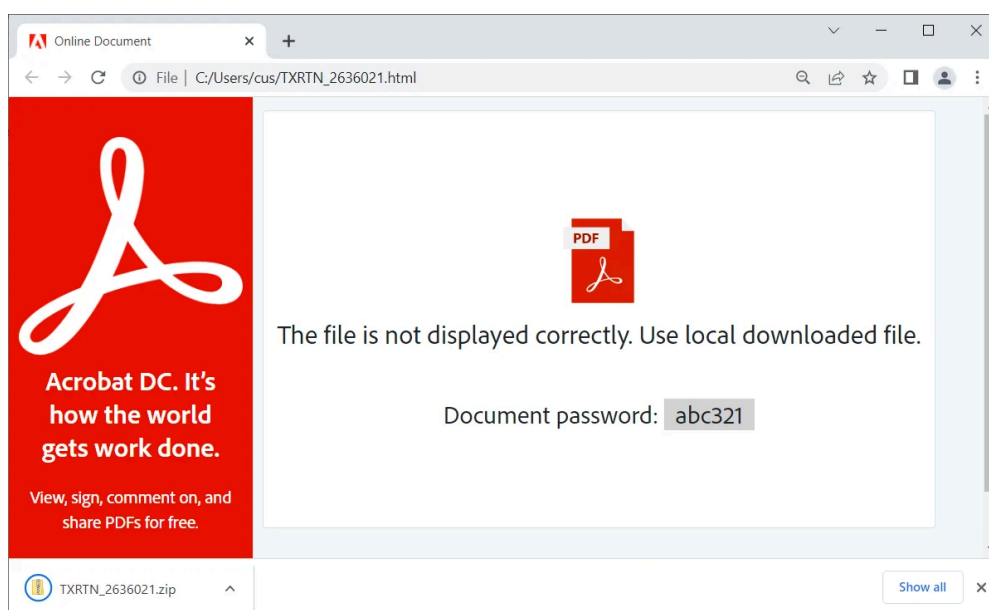 Online Document
File | C:/Users/cus/TXRTN_2636021.html
PDF
The file is not displayed correctly. Use local downloaded file.
Document password: abc321
Acrobat DC. It's
how the world
gets work done.
View, sign, comment on, and
share PDFs for free.
TXRTN_2636021.zip
Show all